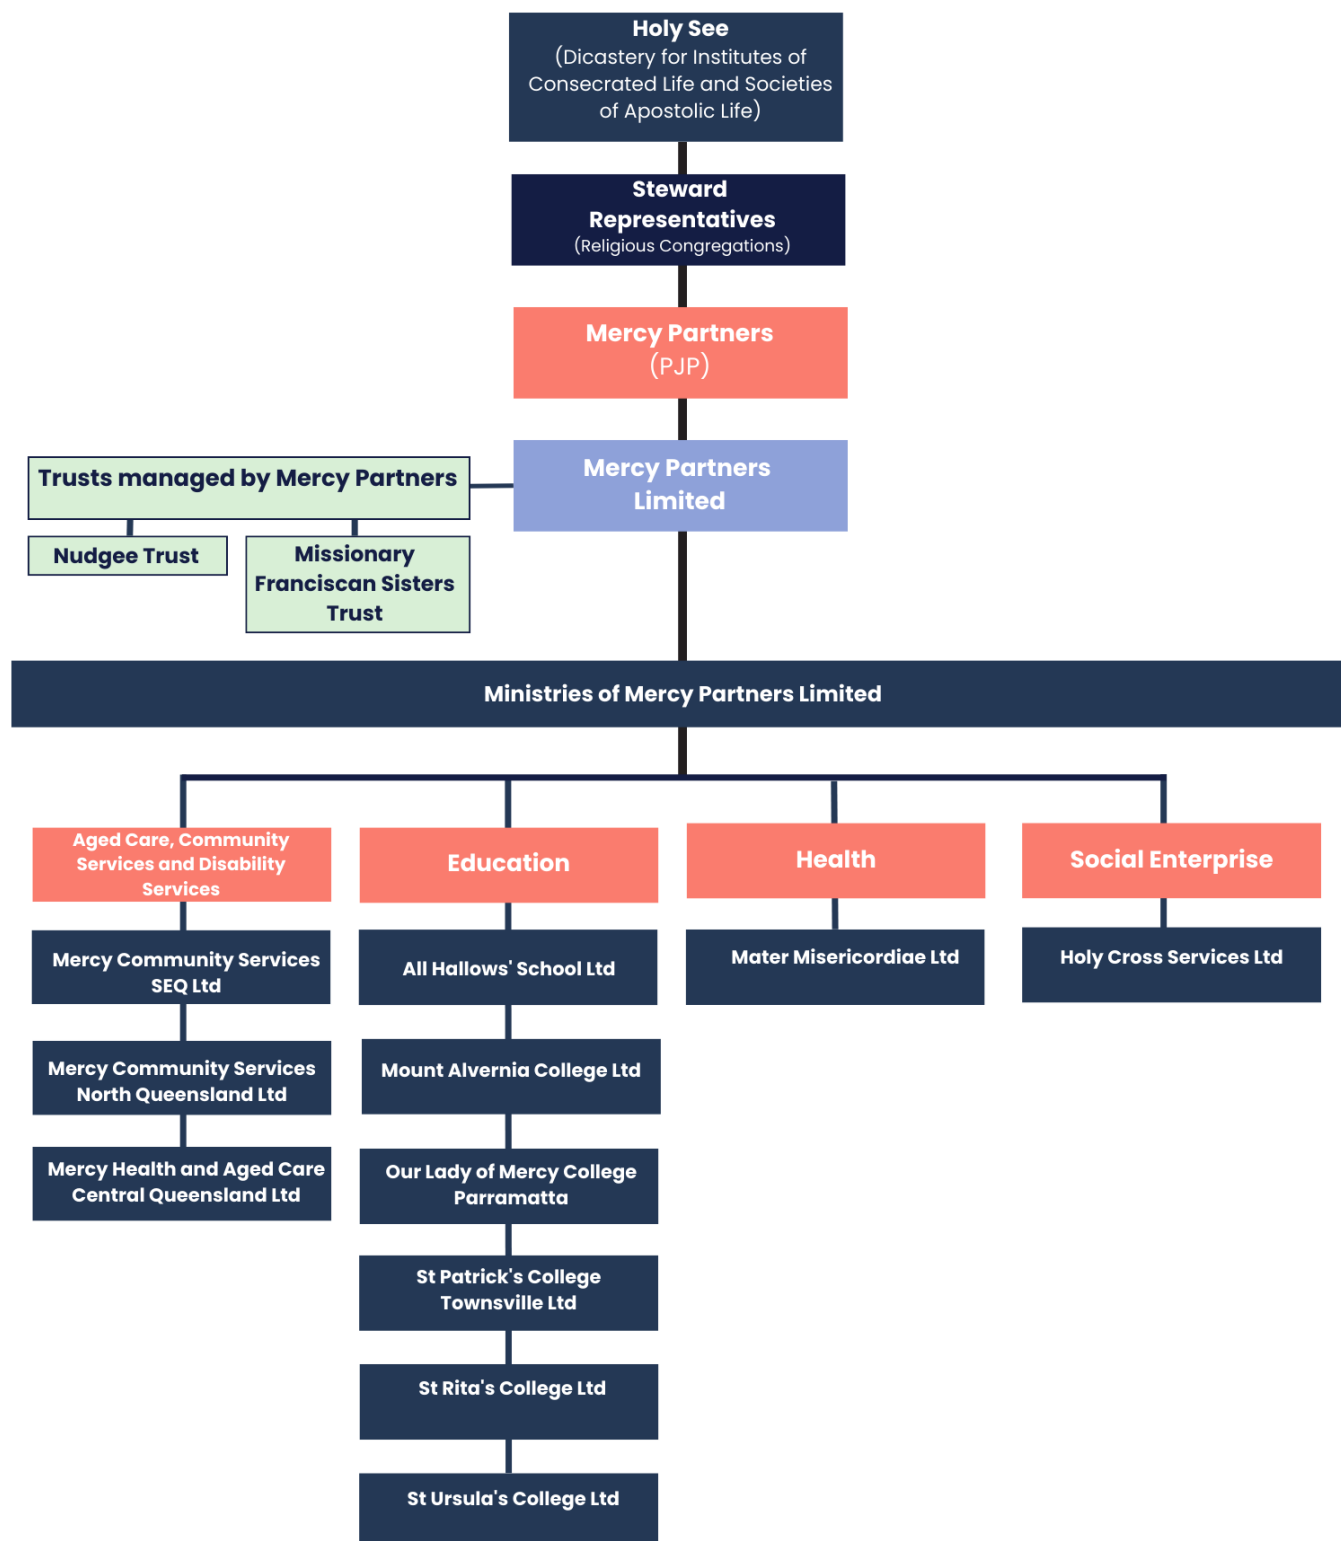 Holy See
(Dicastery for Institutes of
Consecrated Life and Societies
of Apostolic Life)
Steward
Representatives
(Religious Congregations)
Mercy Partners
(PJP)
Mercy Partners
Limited
Trusts managed by Mercy Partners
Nudgee Trust
Missionary
Franciscan Sisters
Trust
Ministries of Mercy Partners Limited
Aged Care, Community
Services and Disability
Services
Mercy Community Services
SEQ Ltd
Mercy Community Services
North Queensland Ltd
Mercy Health and Aged Care
Central Queensland Ltd
Education
All Hallows' School Ltd
Mount Alvernia College Ltd
Our Lady of Mercy College
Parramatta
St Patrick's College
Townsville Ltd
St Rita's College Ltd
St Ursula's College Ltd
Health
Mater Misericordiae Ltd
Social Enterprise
Holy Cross Services Ltd